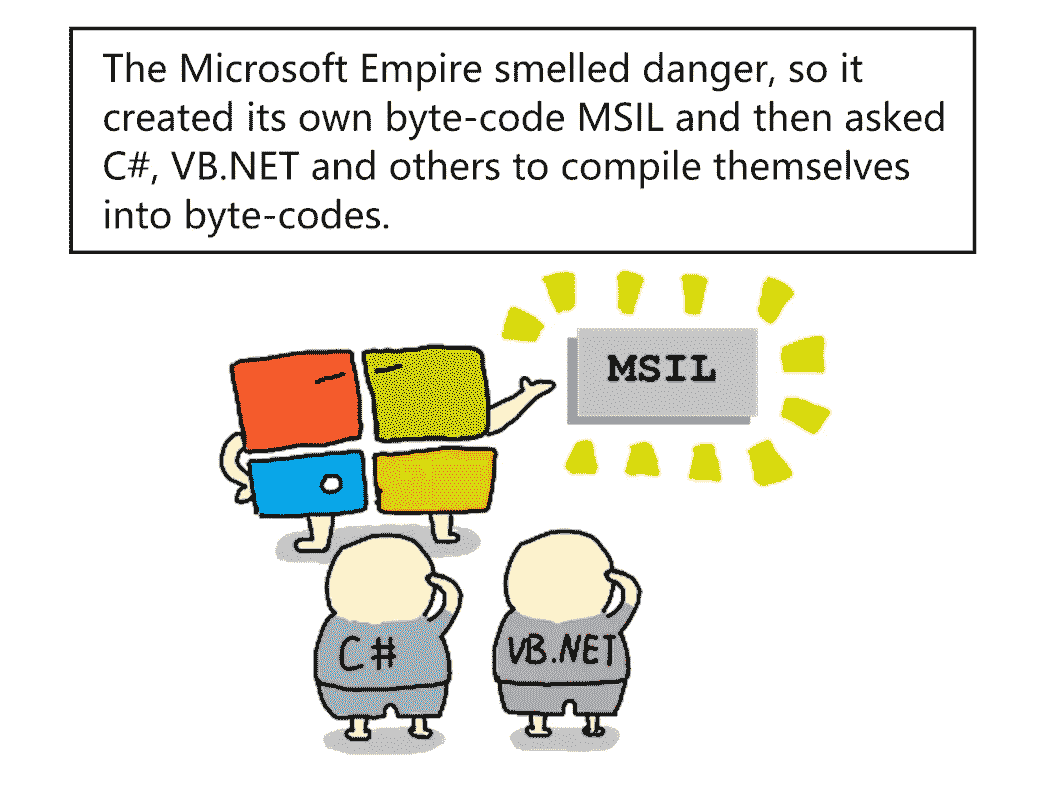 The Microsoft Empire smelled danger, so it
created its own byte-code MSIL and then asked
C#, VB.NET and others to compile themselves
into byte-codes.
MSIL
C#
VB.NET